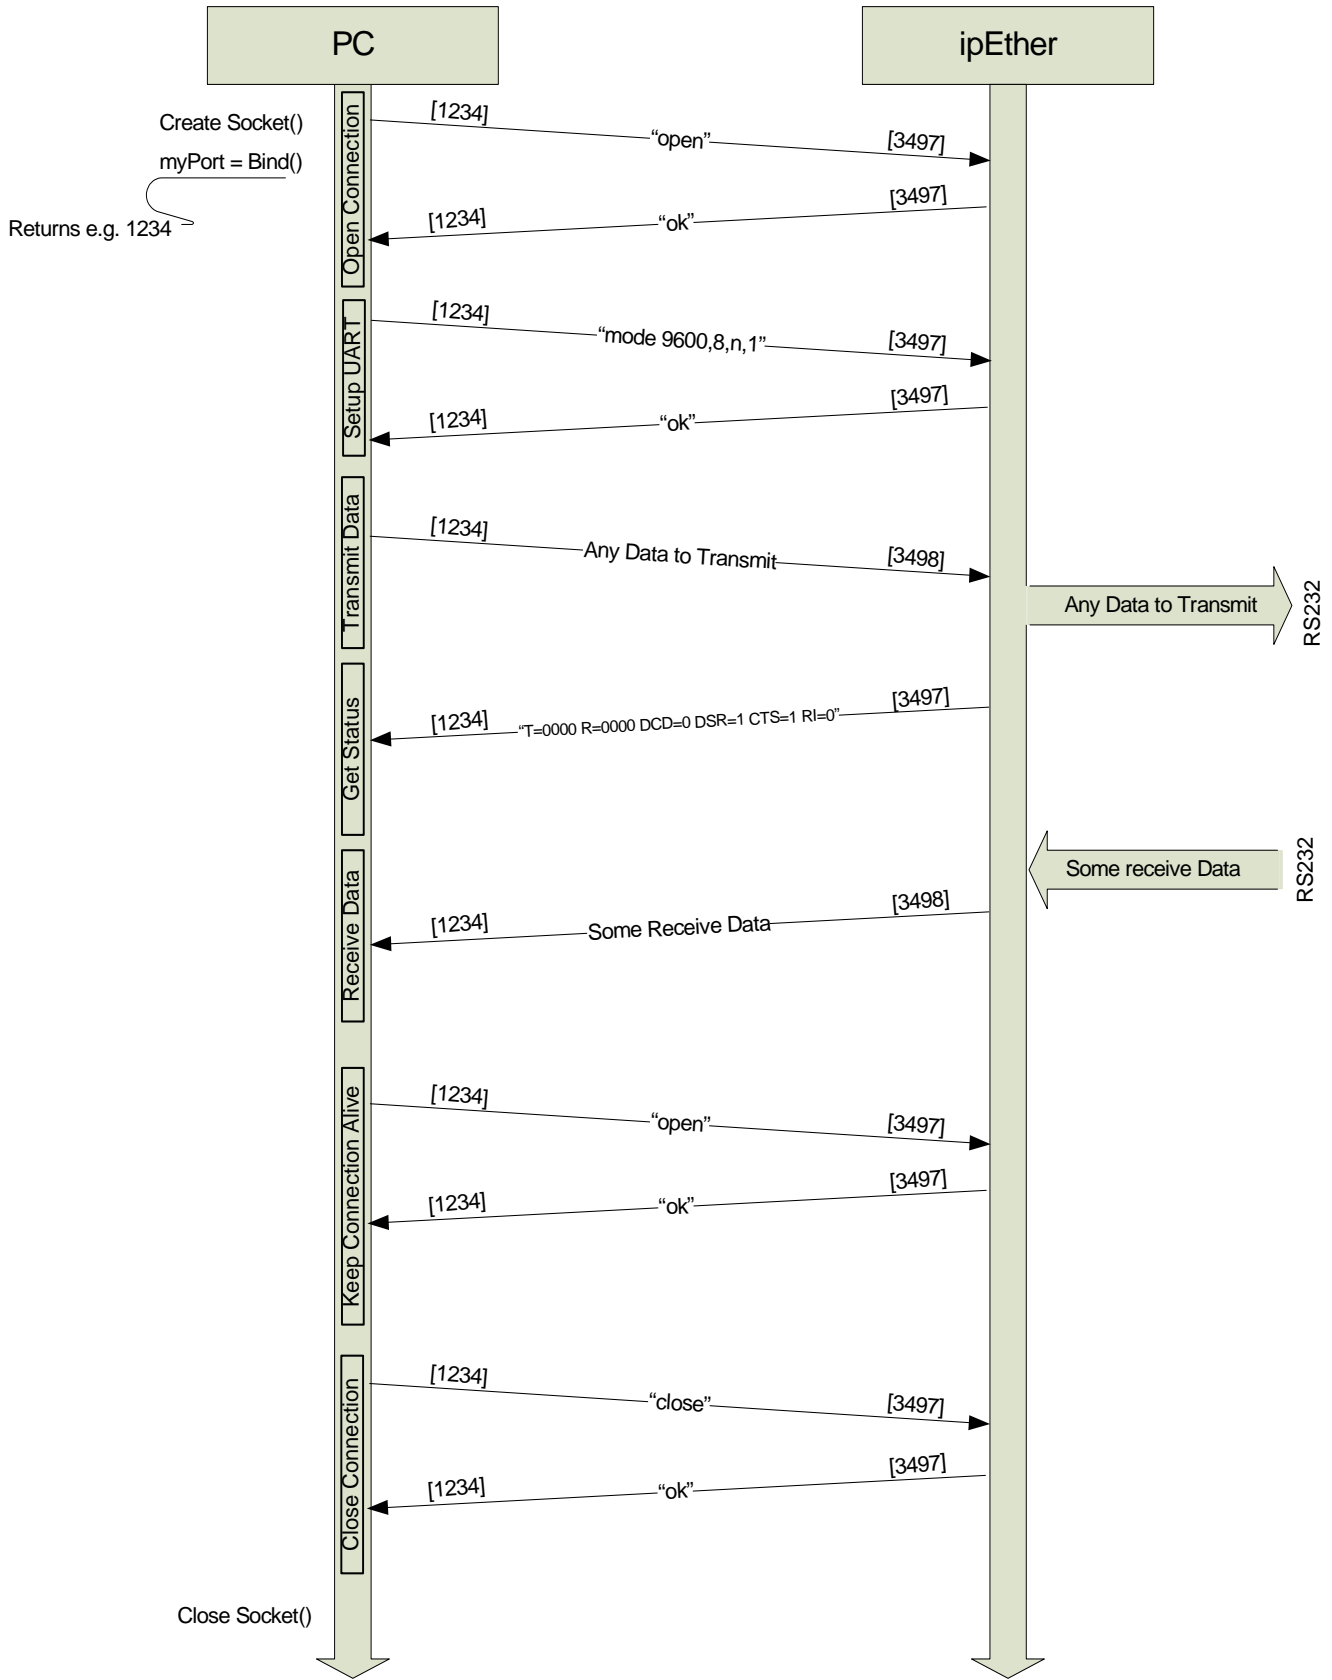 PC
ipEther
Create Socket()
myPort = Bind()
Returns e.g. 1234
Open Connection
[1234]
“open”
[3497]
[3497]
“ok”
[1234]
Setup UART
[1234]
“mode 9600,8,n,1”
[3497]
[3497]
“ok”
[1234]
Transmit Data
[1234]
Any Data to Transmit
[3498]
Any Data to Transmit
RS232
Get Status
[3497]
“T=0000 R=0000 DCD=0 DSR=1 CTS=1 RI=0”
[1234]
Some receive Data
RS232
Receive Data
[3498]
Some Receive Data
[1234]
Keep Connection Alive
[1234]
“open”
[3497]
[3497]
“ok”
[1234]
Close Connection
[1234]
“close”
[3497]
[3497]
“ok”
[1234]
Close Socket()